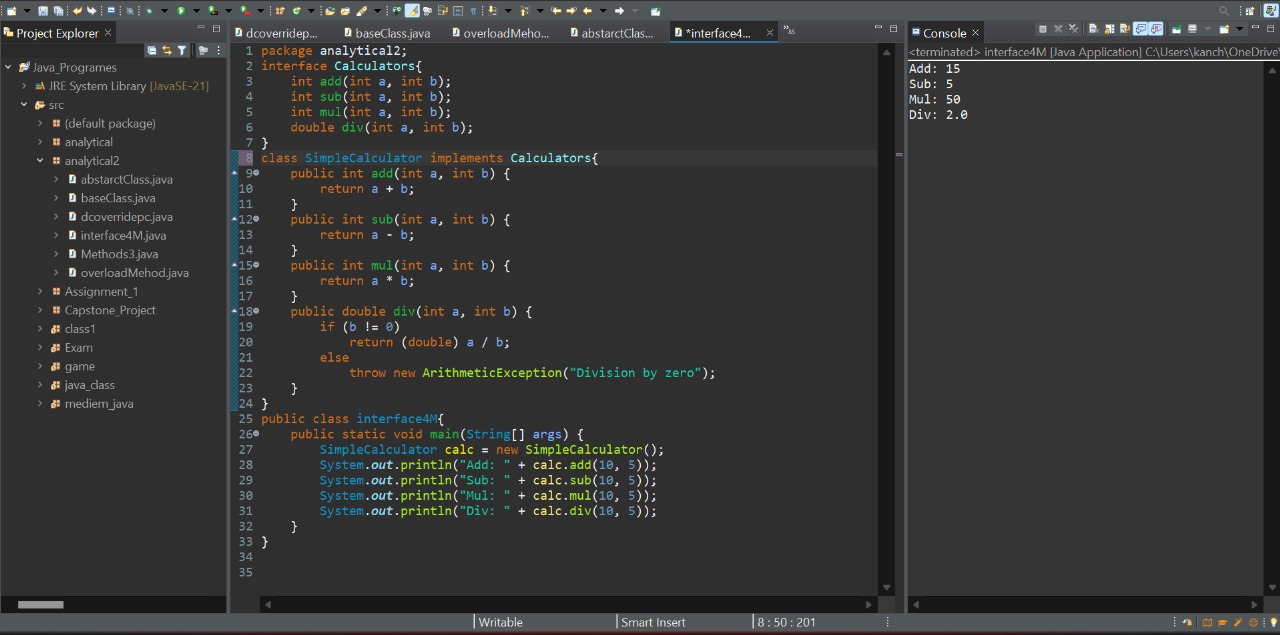 Project Explorer
Java_Programes
JRE System Library [JavaSE-21]
src
(default package)
analytical
analytical2
abstarctClass.java
baseClass.java
dcoverridepc.java
interface4M.java
Methods3.java
overloadMehod.java
Assignment_1
Capstone_Project
class1
Exam
game
java_class
mediem_java
dcoverridep... baseClass.java overloadMeho... abstarctClas... *interface4...
1 package analytical2;
2 interface Calculators{
3     int add(int a, int b);
4     int sub(int a, int b);
5     int mul(int a, int b);
6     double div(int a, int b);
7 }
8 class SimpleCalculator implements Calculators{
9     public int add(int a, int b) {
10         return a + b;
11     }
12     public int sub(int a, int b) {
13         return a - b;
14     }
15     public int mul(int a, int b) {
16         return a * b;
17     }
18     public double div(int a, int b) {
19         if (b != 0)
20             return (double) a / b;
21         else
22             throw new ArithmeticException("Division by zero");
23     }
24 }
25 public class interface4M{
26     public static void main(String[] args) {
27         SimpleCalculator calc = new SimpleCalculator();
28         System.out.println("Add: " + calc.add(10, 5));
29         System.out.println("Sub: " + calc.sub(10, 5));
30         System.out.println("Mul: " + calc.mul(10, 5));
31         System.out.println("Div: " + calc.div(10, 5));
32     }
33 }
34
35
Console
<terminated> interface4M [Java Application] C:\Users\kanch\OneDrive\
Add: 15
Sub: 5
Mul: 50
Div: 2.0
Writable Smart Insert 8 : 50 : 201